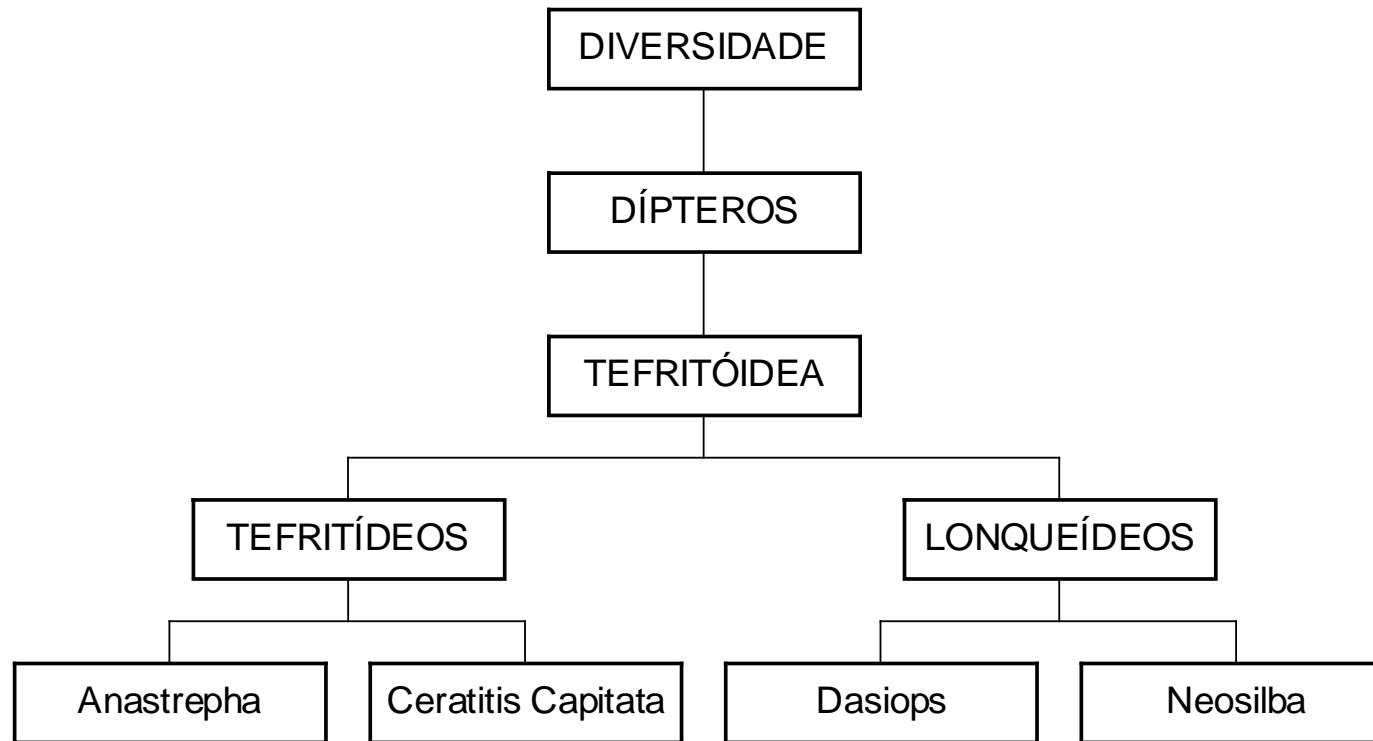 DIVERSIDADE
DÍPTEROS
TEFRITÓIDEA
TEFRITÍDEOS
LONQUEÍDEOS
Anastrepha
Ceratitis Capitata
Dasiops
Neosilba